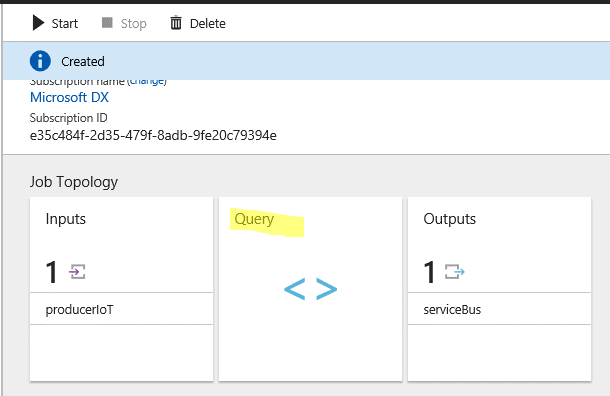 Start Stop Delete
Created
Subscription name (change)
Microsoft DX
Subscription ID
e35c484f-2d35-479f-8adb-9fe20c79394e
Job Topology
Inputs
1
producerIoT
Query
< >
Outputs
1
serviceBus